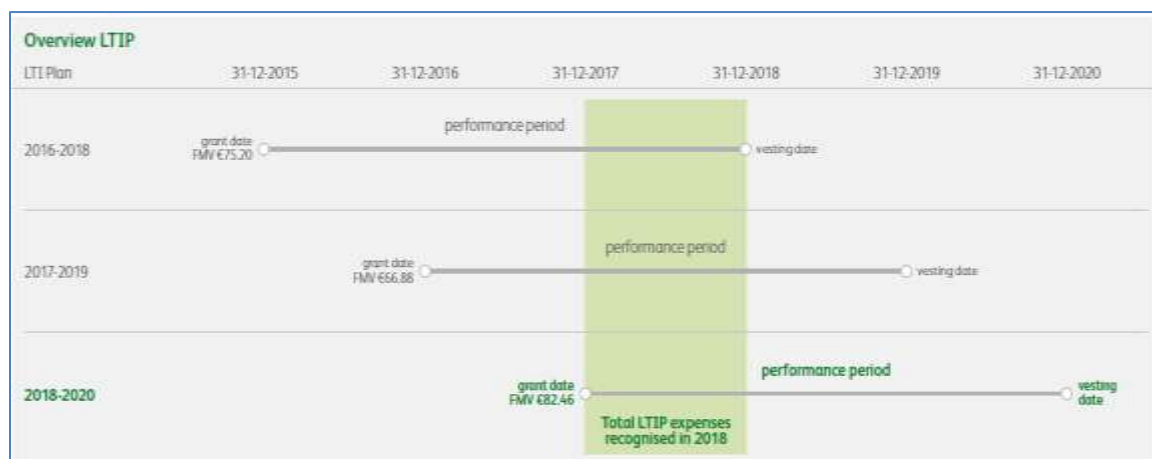 Overview LTIP
LTI Plan 31-12-2015 31-12-2016 31-12-2017 31-12-2018 31-12-2019 31-12-2020
performance period
2016-2018 grant date vesting date
FMV €75.20
performance period
2017-2019 grant date vesting date
FMV €66.88
performance period
2018-2020 grant date vesting
FMV €82.46 date
Total LTIP expenses
recognised in 2018